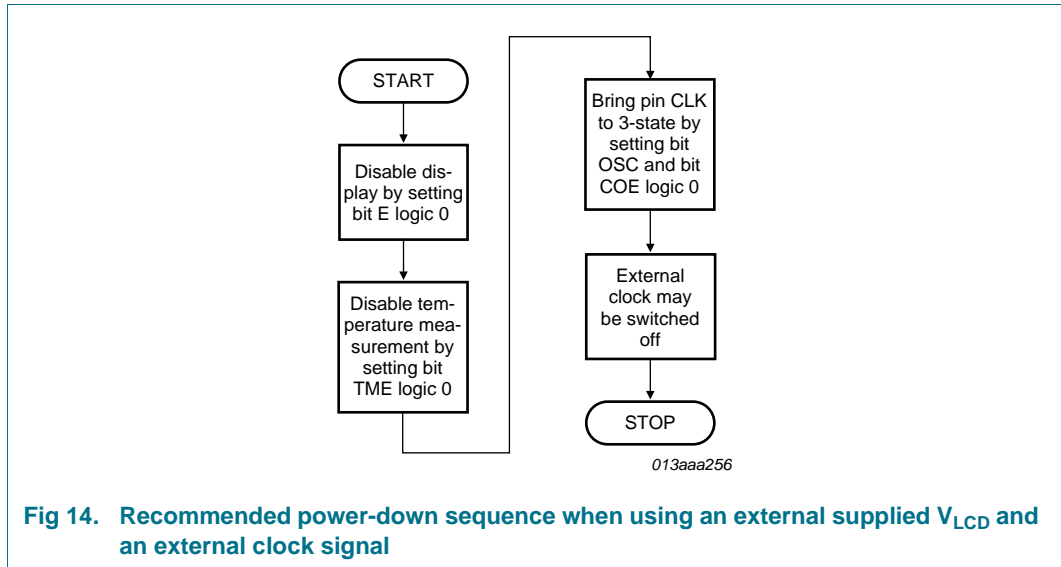 START
Disable dis-
play by setting
bit E logic 0
Disable tem-
perature mea-
surement by
setting bit
TME logic 0
Bring pin CLK
to 3-state by
setting bit
OSC and bit
COE logic 0
External
clock may
be switched
off
STOP
013aaa256
Fig 14. Recommended power-down sequence when using an external supplied VLCD and
an external clock signal